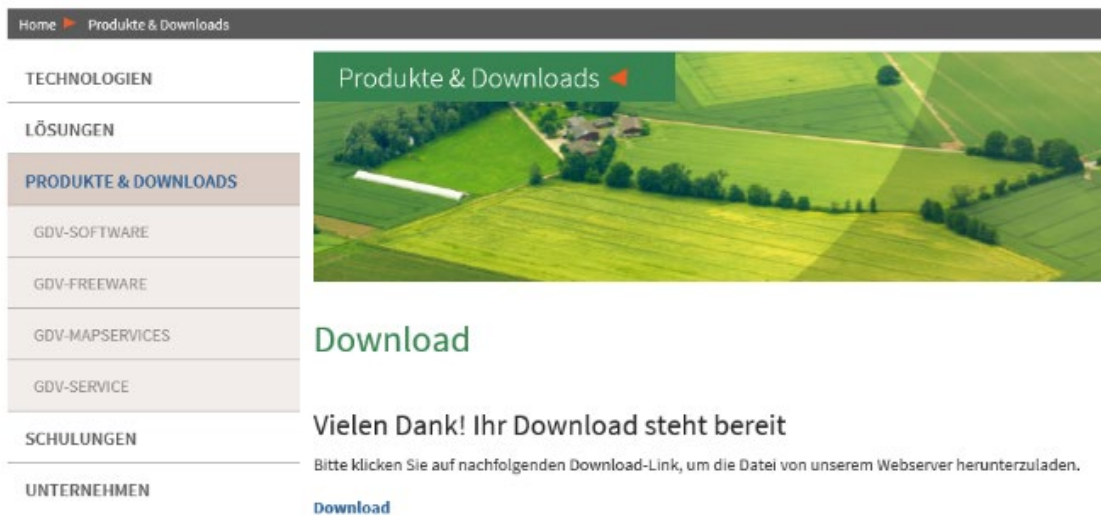 Home Produkte & Downloads
TECHNOLOGIEN
LÖSUNGEN
PRODUKTE & DOWNLOADS
GDV-SOFTWARE
GDV-FREEWARE
GDV-MAPSERVICES
GDV-SERVICE
SCHULUNGEN
UNTERNEHMEN
Produkte & Downloads
Download
Vielen Dank! Ihr Download steht bereit
Bitte klicken Sie auf nachfolgenden Download-Link, um die Datei von unserem Webserver herunterzuladen.
Download